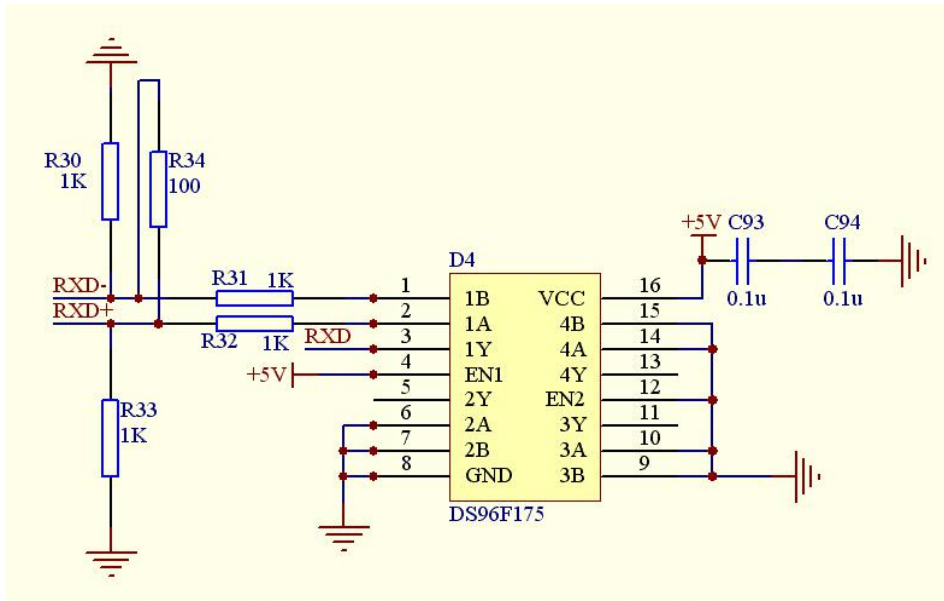 R30
1K
R34
100
RXD-
RXD+
R31 1K
R32 1K
RXD
+5V
R33
1K
D4
1 1B VCC 16
2 1A 4B 15
3 1Y 4A 14
4 EN1 4Y 13
5 2Y EN2 12
6 2A 3Y 11
7 2B 3A 10
8 GND 3B 9
DS96F175
+5V C93 C94
0.1u 0.1u